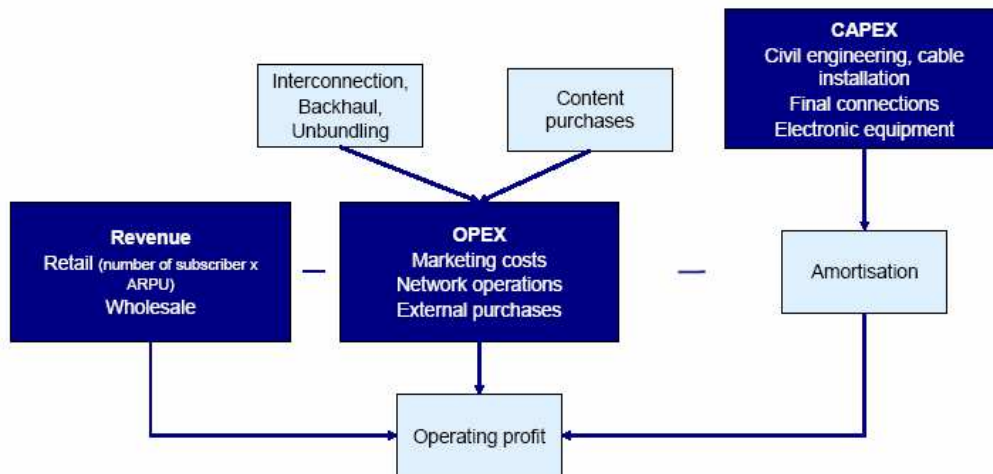 CAPEX
Civil engineering, cable
installation
Final connections
Electronic equipment
Interconnection,
Backhaul,
Unbundling
Content
purchases
Revenue
Retail (number of subscriber x
ARPU)
Wholesale
OPEX
Marketing costs
Network operations
External purchases
Amortisation
Operating profit